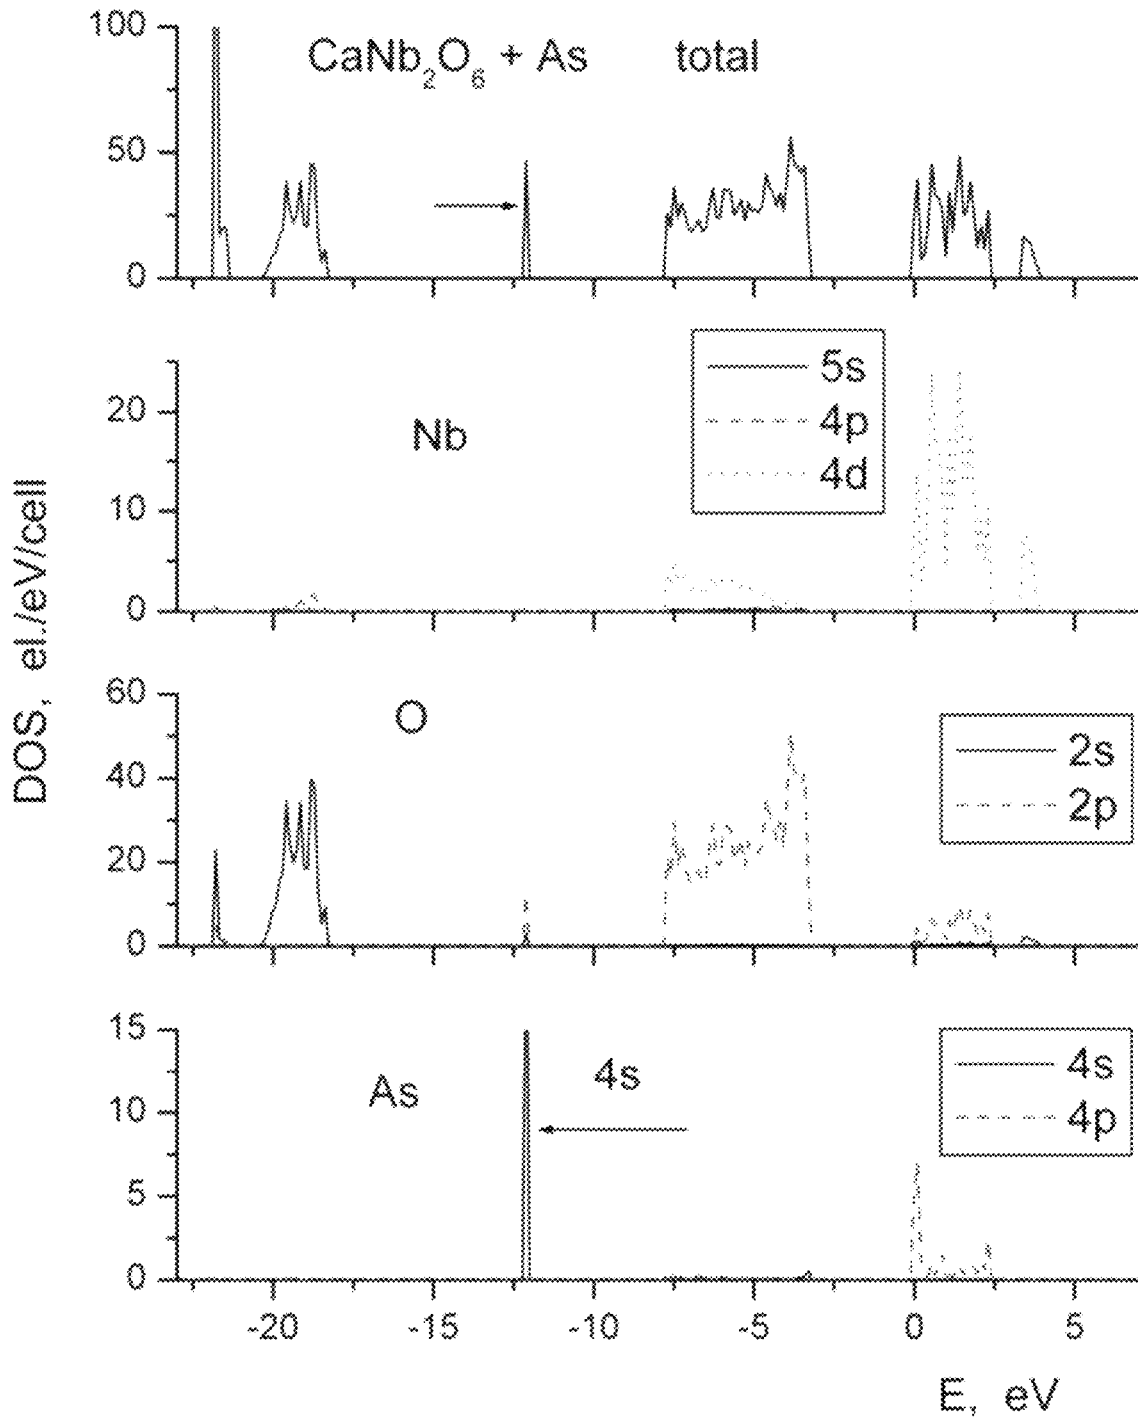 CaNb₂O₆ + As total
100
50
0
Nb
5s
4p
4d
20
10
0
DOS, el./eV/cell
O
2s
2p
60
40
20
0
As
4s
4s
4p
15
10
5
0
-20 -15 -10 -5 0 5
E, eV